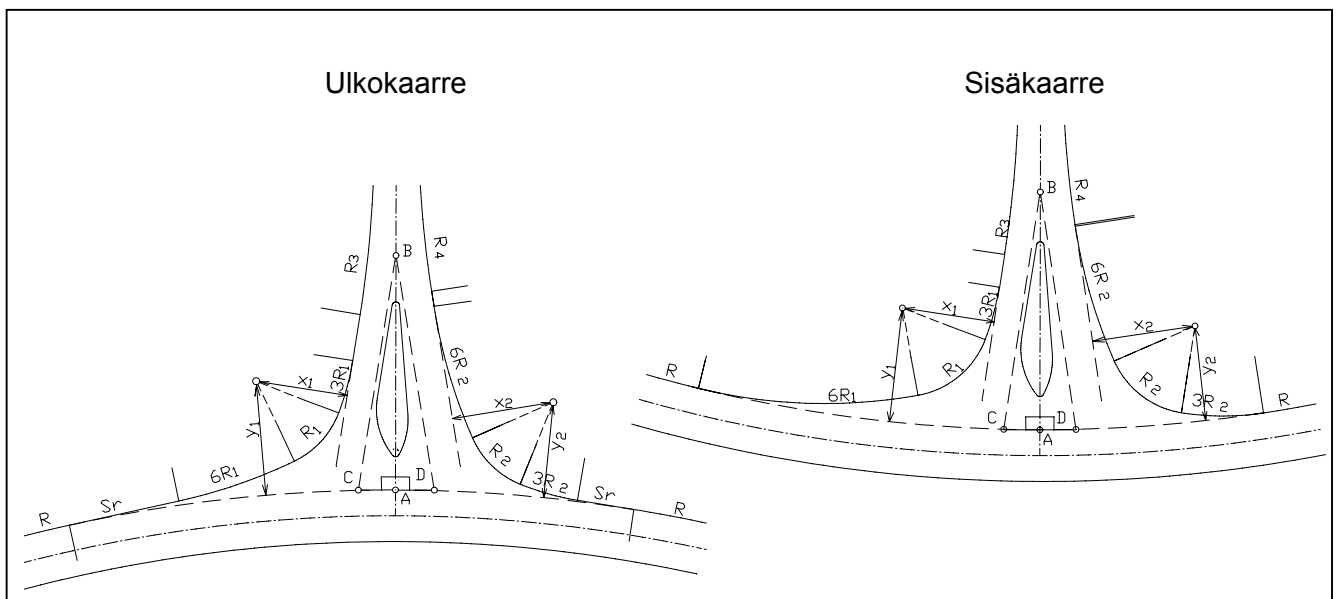 Ulkokaarre
R3
R4
B
x1
3R1
6R2
y1
R1
x2
R2
y2
6R1
3R2
C
D
A
Sr
Sr
R
R
Sisäkaarre
B
R4
R3
6R2
x1
3R1
x2
y1
R1
y2
R
6R1
R2
3R2
R
C
D
A